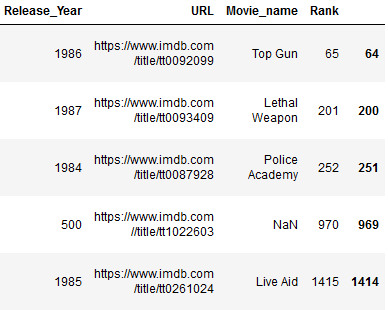 Release_Year URL Movie_name Rank
1986 https://www.imdb.com/title/tt0092099 Top Gun 65 64
1987 https://www.imdb.com/title/tt0093409 Lethal Weapon 201 200
1984 https://www.imdb.com/title/tt0087928 Police Academy 252 251
500 https://www.imdb.com//title/tt1022603 NaN 970 969
1985 https://www.imdb.com/title/tt0261024 Live Aid 1415 1414